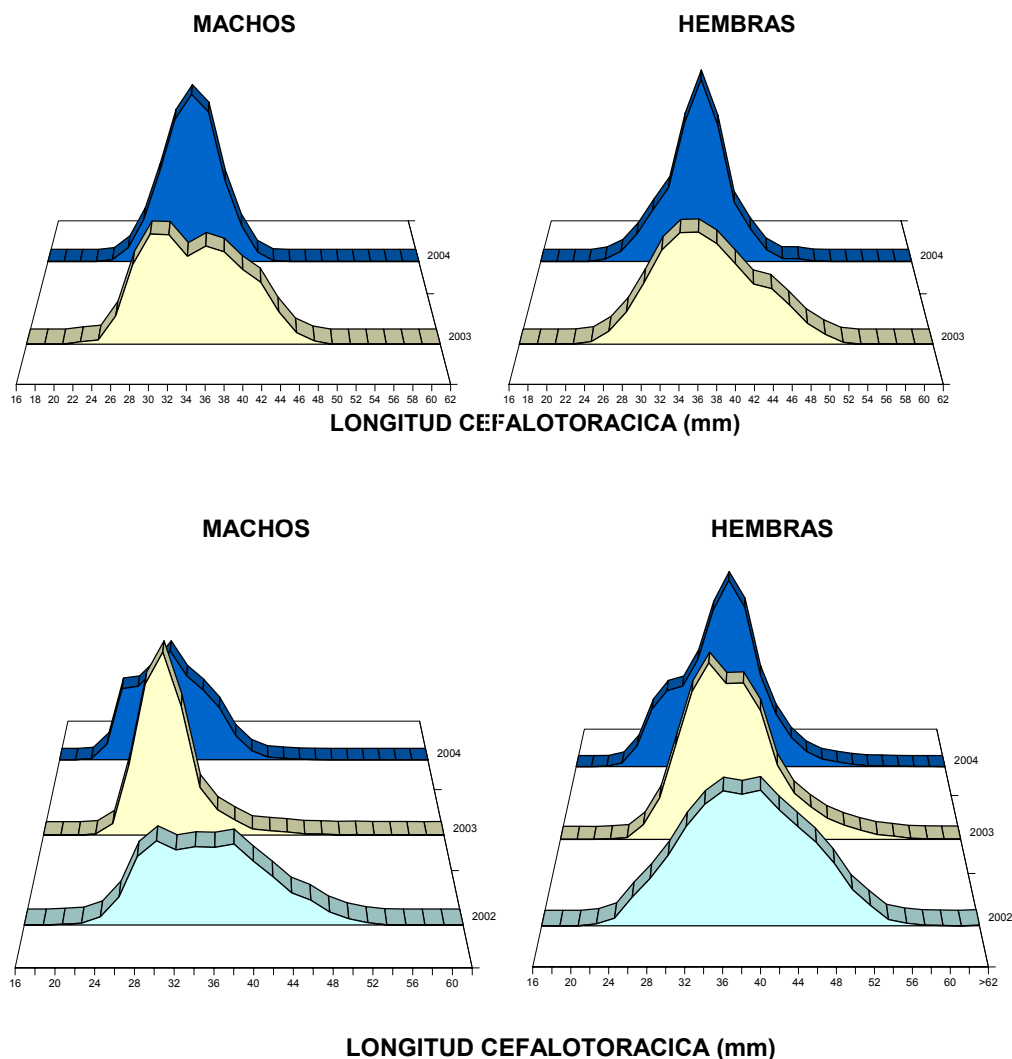 MACHOS HEMBRAS
2004 2004
2003 2003
16 18 20 22 24 26 28 30 32 34 36 38 40 42 44 46 48 50 52 54 56 58 60 62 16 18 20 22 24 26 28 30 32 34 36 38 40 42 44 46 48 50 52 54 56 58 60 62
LONGITUD CEFALOTORACICA (mm)
MACHOS HEMBRAS
2004 2004
2003 2003
2002 2002
16 20 24 28 32 36 40 44 48 52 56 60 16 20 24 28 32 36 40 44 48 52 56 60 >62
LONGITUD CEFALOTORACICA (mm)